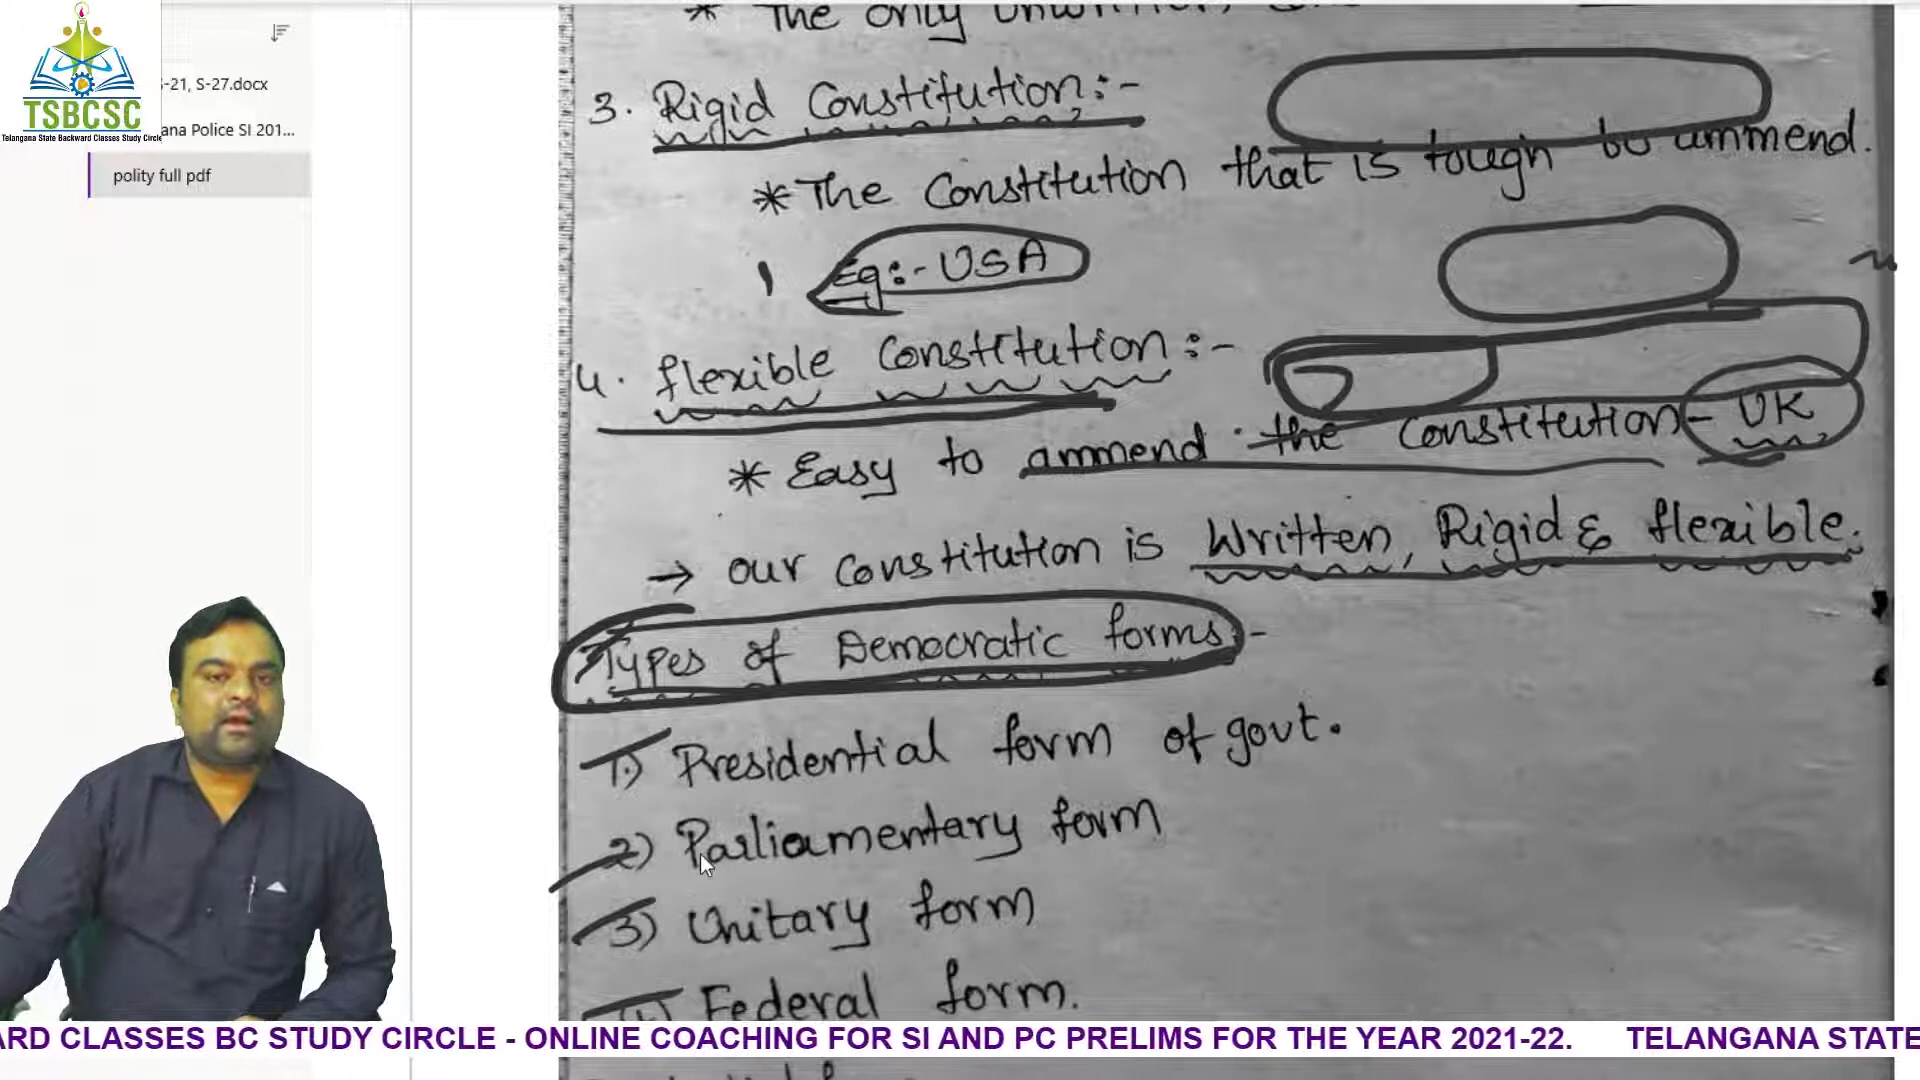 * The only
3. Rigid Constitution:-
* The Constitution that is tough to ammend.
Eg:- USA
4. flexible Constitution:-
* Easy to ammend the Constitution - UK
→ our constitution is Written, Rigid & flexible.
Types of Democratic forms:-
1) Presidential form of govt.
2) Parliamentary form
3) Unitary form
4) Federal form.
TSBCSC
Telangana State Backward Classes Study Circle
-21, S-27.docx
ana Police SI 201...
polity full pdf
ARD CLASSES BC STUDY CIRCLE - ONLINE COACHING FOR SI AND PC PRELIMS FOR THE YEAR 2021-22. TELANGANA STATE